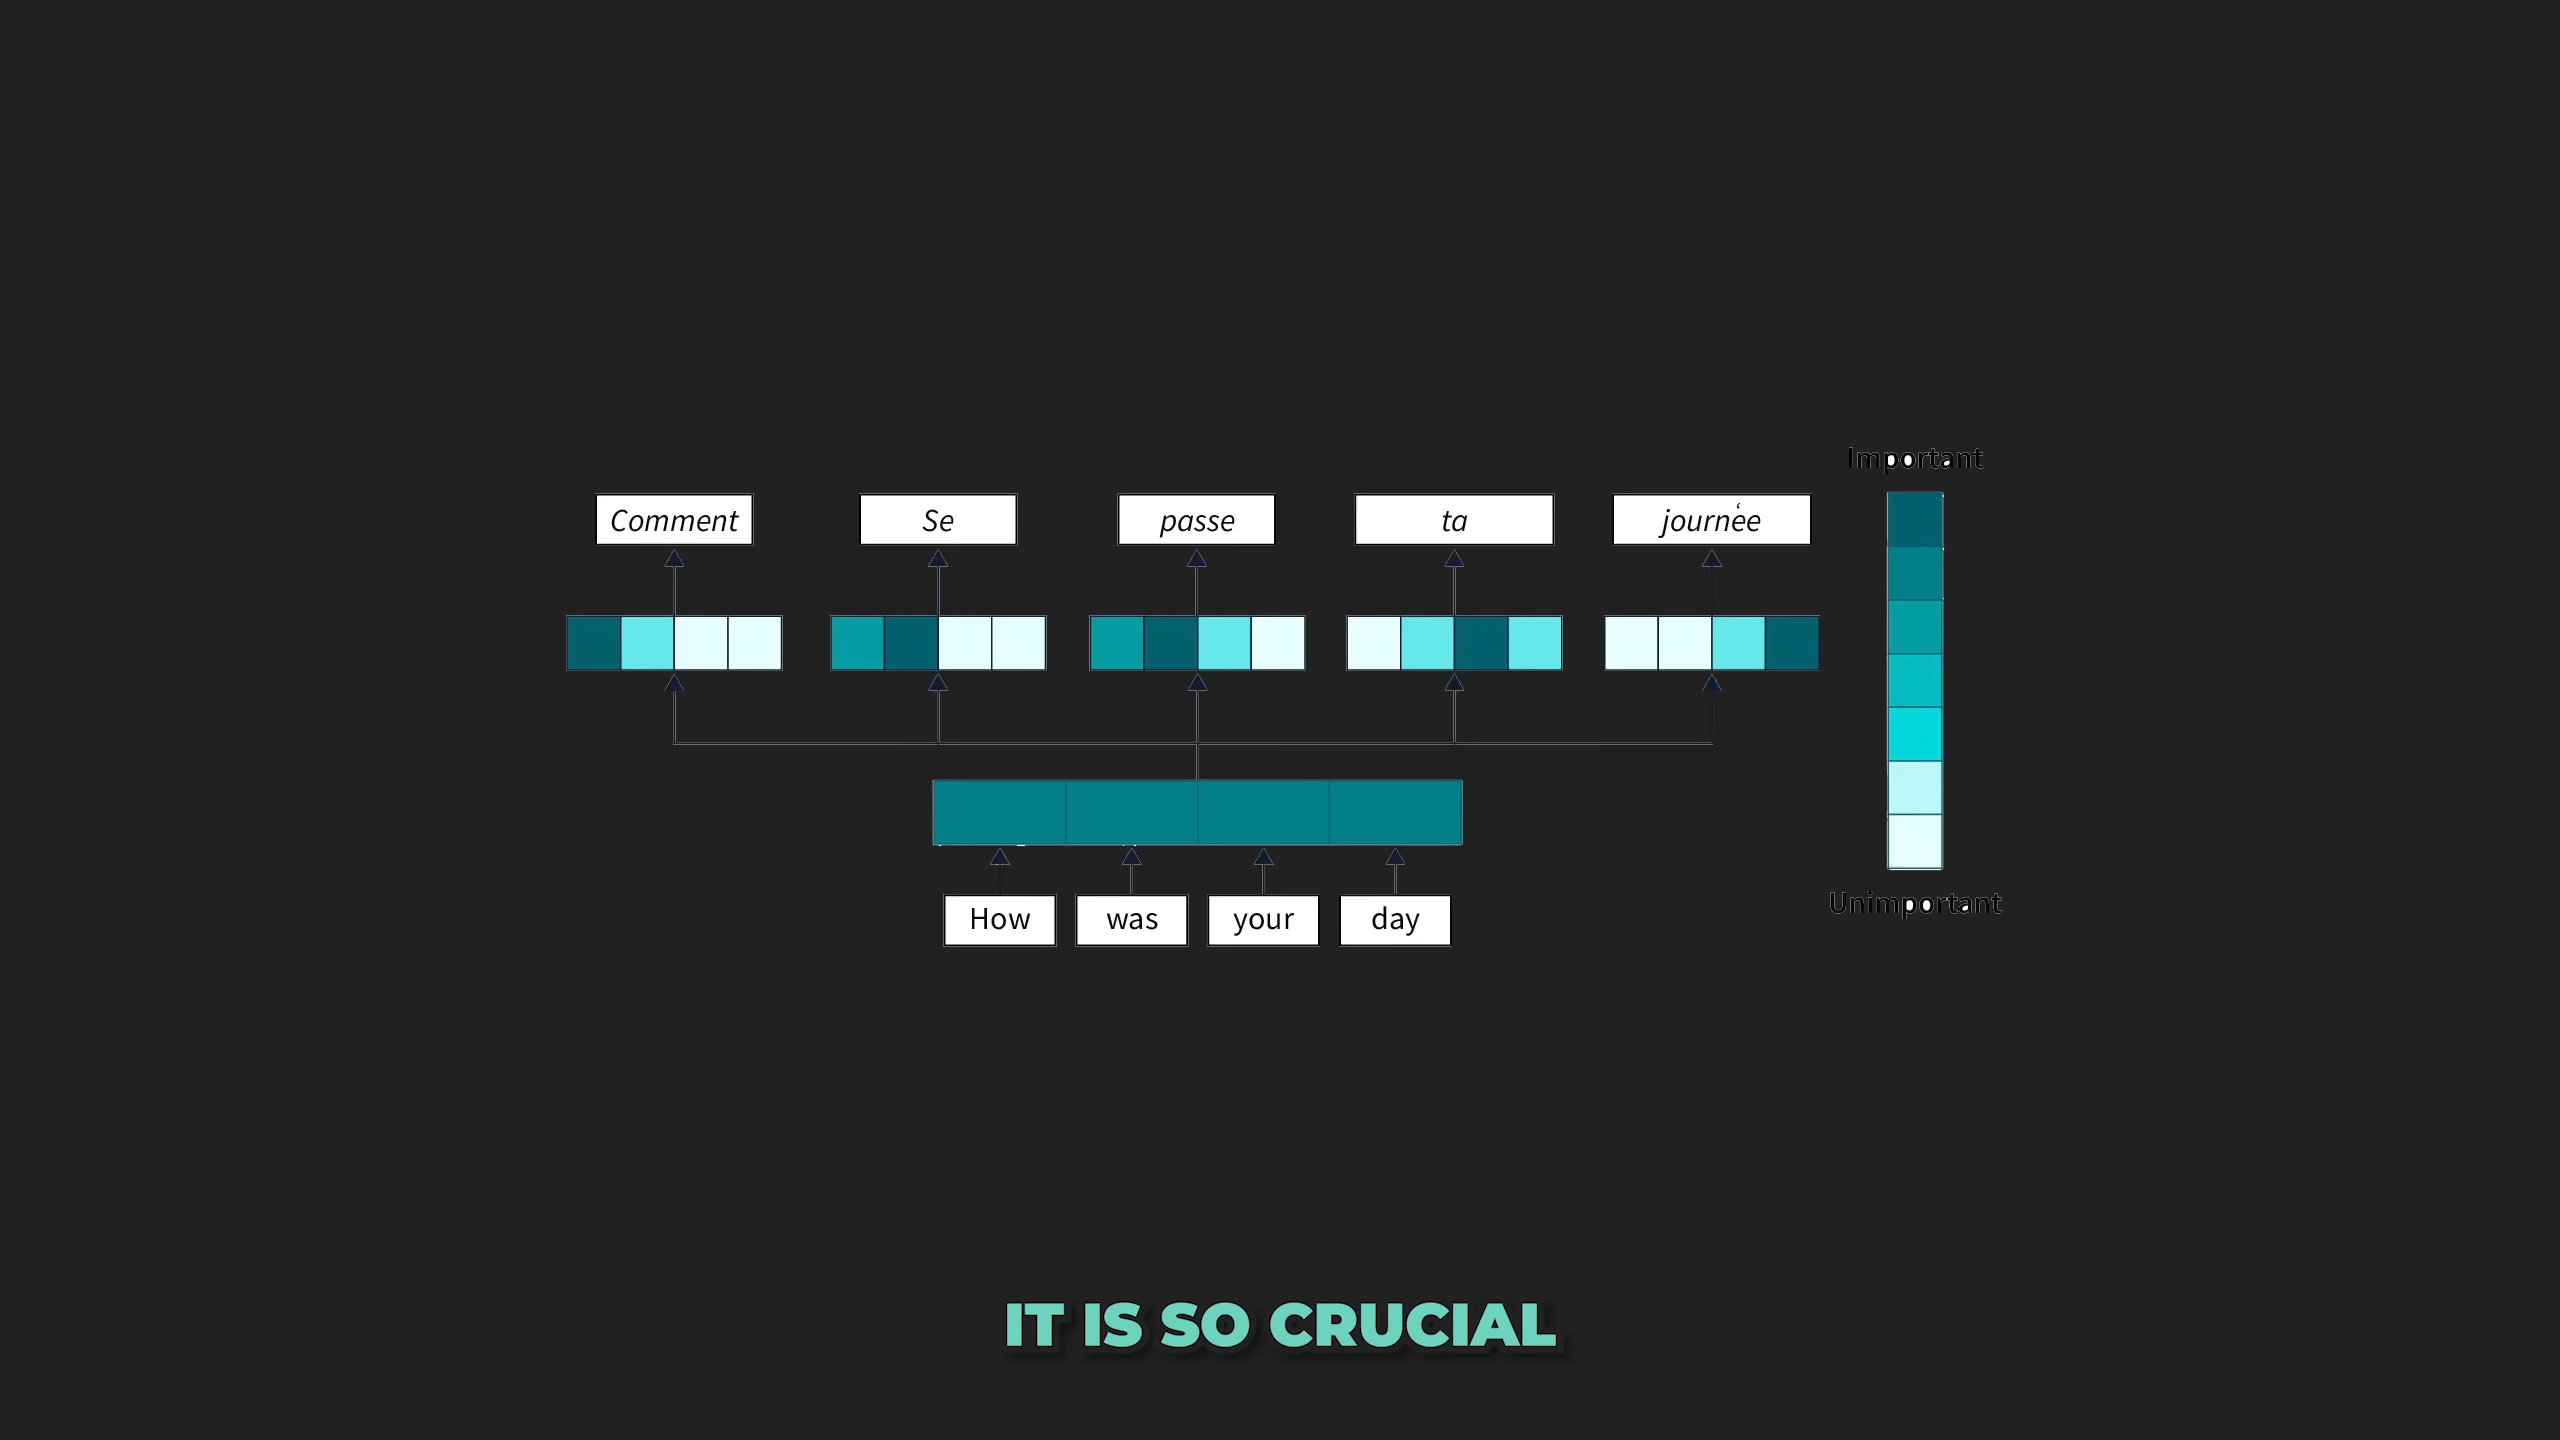 Important
Comment Se passe ta journée
How was your day
Unimportant
IT IS SO CRUCIAL